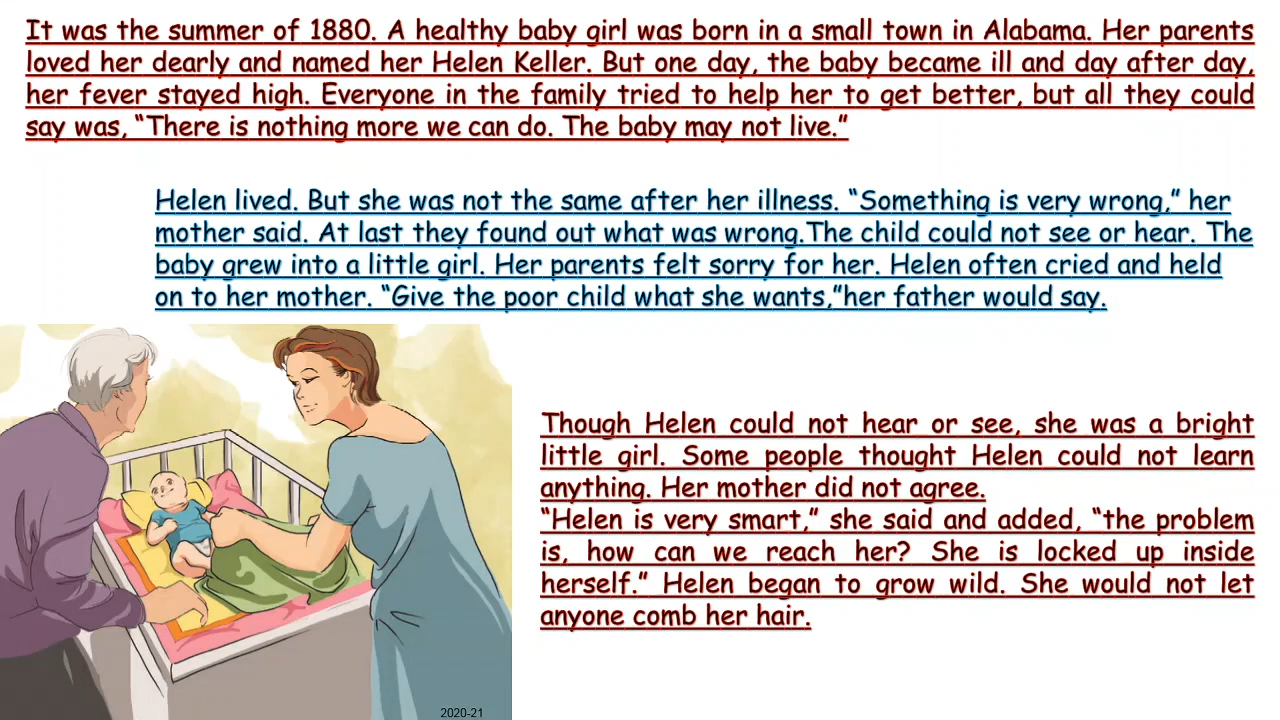 It was the summer of 1880. A healthy baby girl was born in a small town in Alabama. Her parents
loved her dearly and named her Helen Keller. But one day, the baby became ill and day after day,
her fever stayed high. Everyone in the family tried to help her to get better, but all they could
say was, “There is nothing more we can do. The baby may not live.”
Helen lived. But she was not the same after her illness. “Something is very wrong,” her
mother said. At last they found out what was wrong.The child could not see or hear. The
baby grew into a little girl. Her parents felt sorry for her. Helen often cried and held
on to her mother. “Give the poor child what she wants,”her father would say.
Though Helen could not hear or see, she was a bright
little girl. Some people thought Helen could not learn
anything. Her mother did not agree.
“Helen is very smart,” she said and added, “the problem
is, how can we reach her? She is locked up inside
herself.” Helen began to grow wild. She would not let
anyone comb her hair.
2020-21